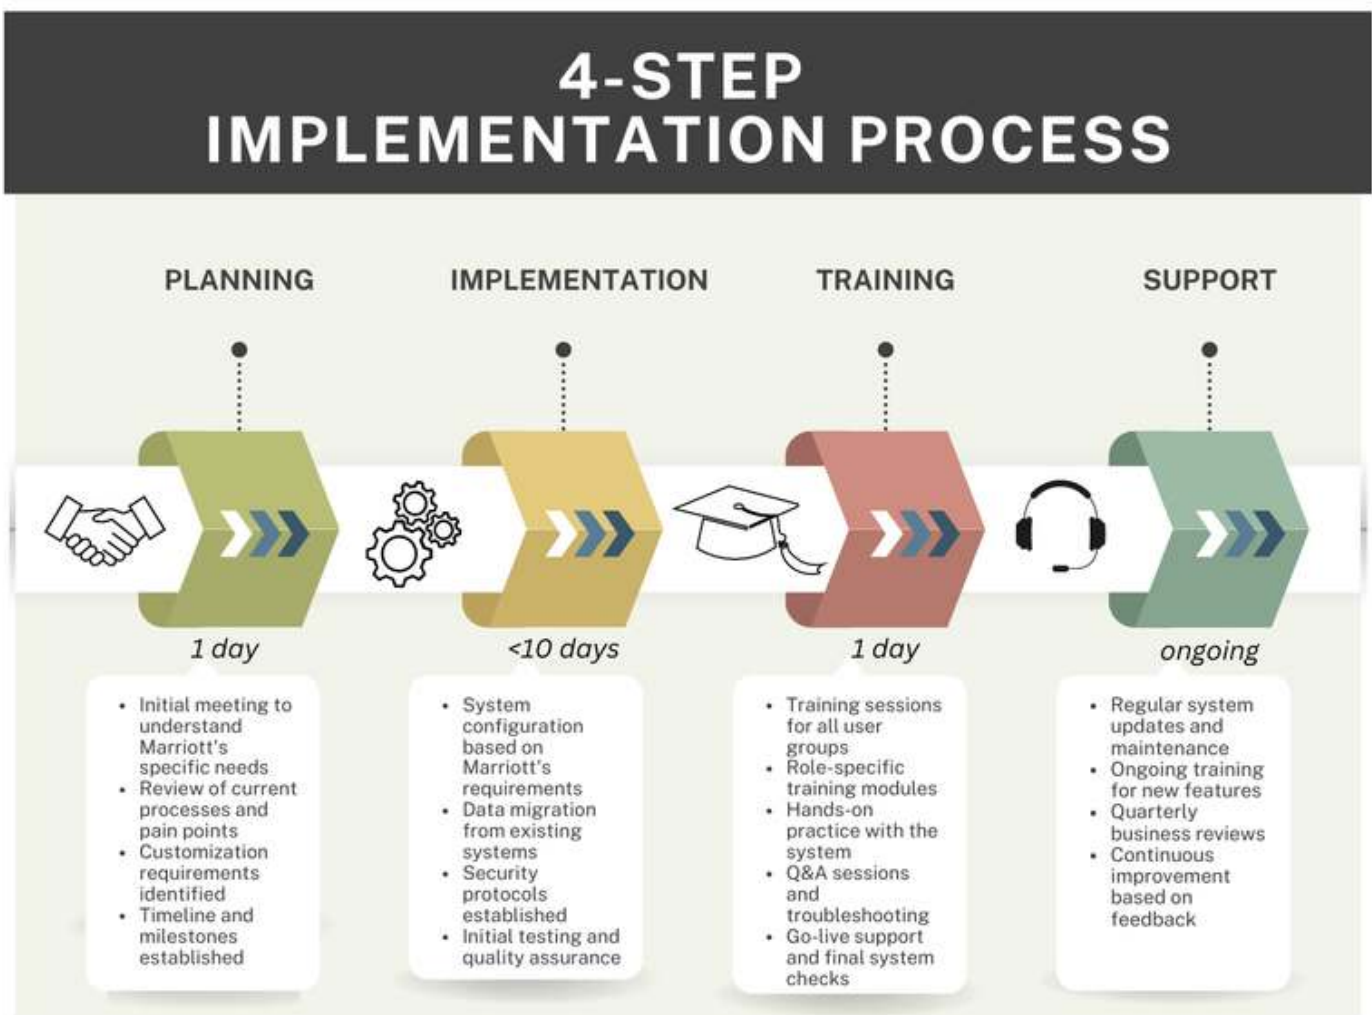 4-STEP
IMPLEMENTATION PROCESS
PLANNING
IMPLEMENTATION
TRAINING
SUPPORT
1 day
<10 days
1 day
ongoing
• Initial meeting to
understand
Marriott's
specific needs
• Review of current
processes and
pain points
• Customization
requirements
identified
• Timeline and
milestones
established
• System
configuration
based on
Marriott's
requirements
• Data migration
from existing
systems
• Security
protocols
established
• Initial testing and
quality assurance
• Training sessions
for all user
groups
• Role-specific
training modules
• Hands-on
practice with the
system
• Q&A sessions
and
troubleshooting
• Go-live support
and final system
checks
• Regular system
updates and
maintenance
• Ongoing training
for new features
• Quarterly
business reviews
• Continuous
improvement
based on
feedback